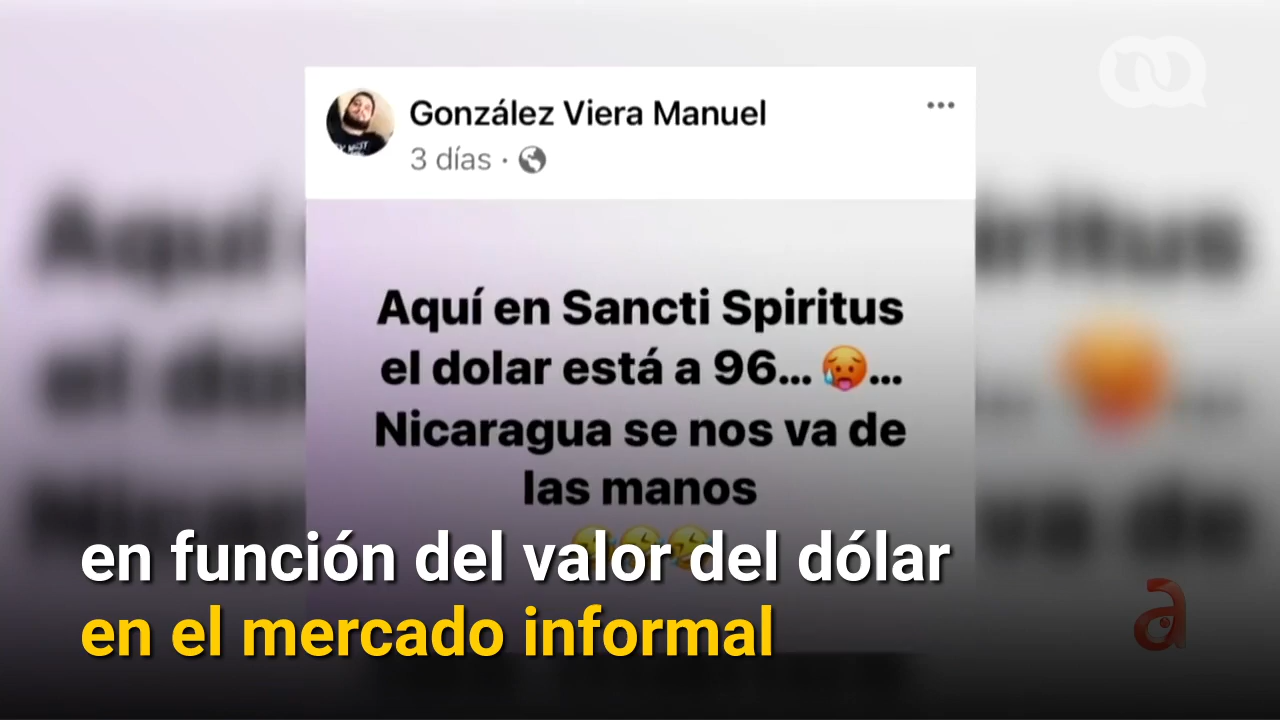 González Viera Manuel
3 días ·
Aquí en Sancti Spiritus
el dolar está a 96... 🥵...
Nicaragua se nos va de
las manos
🤣🤣🤣
en función del valor del dólar
en el mercado informal
a